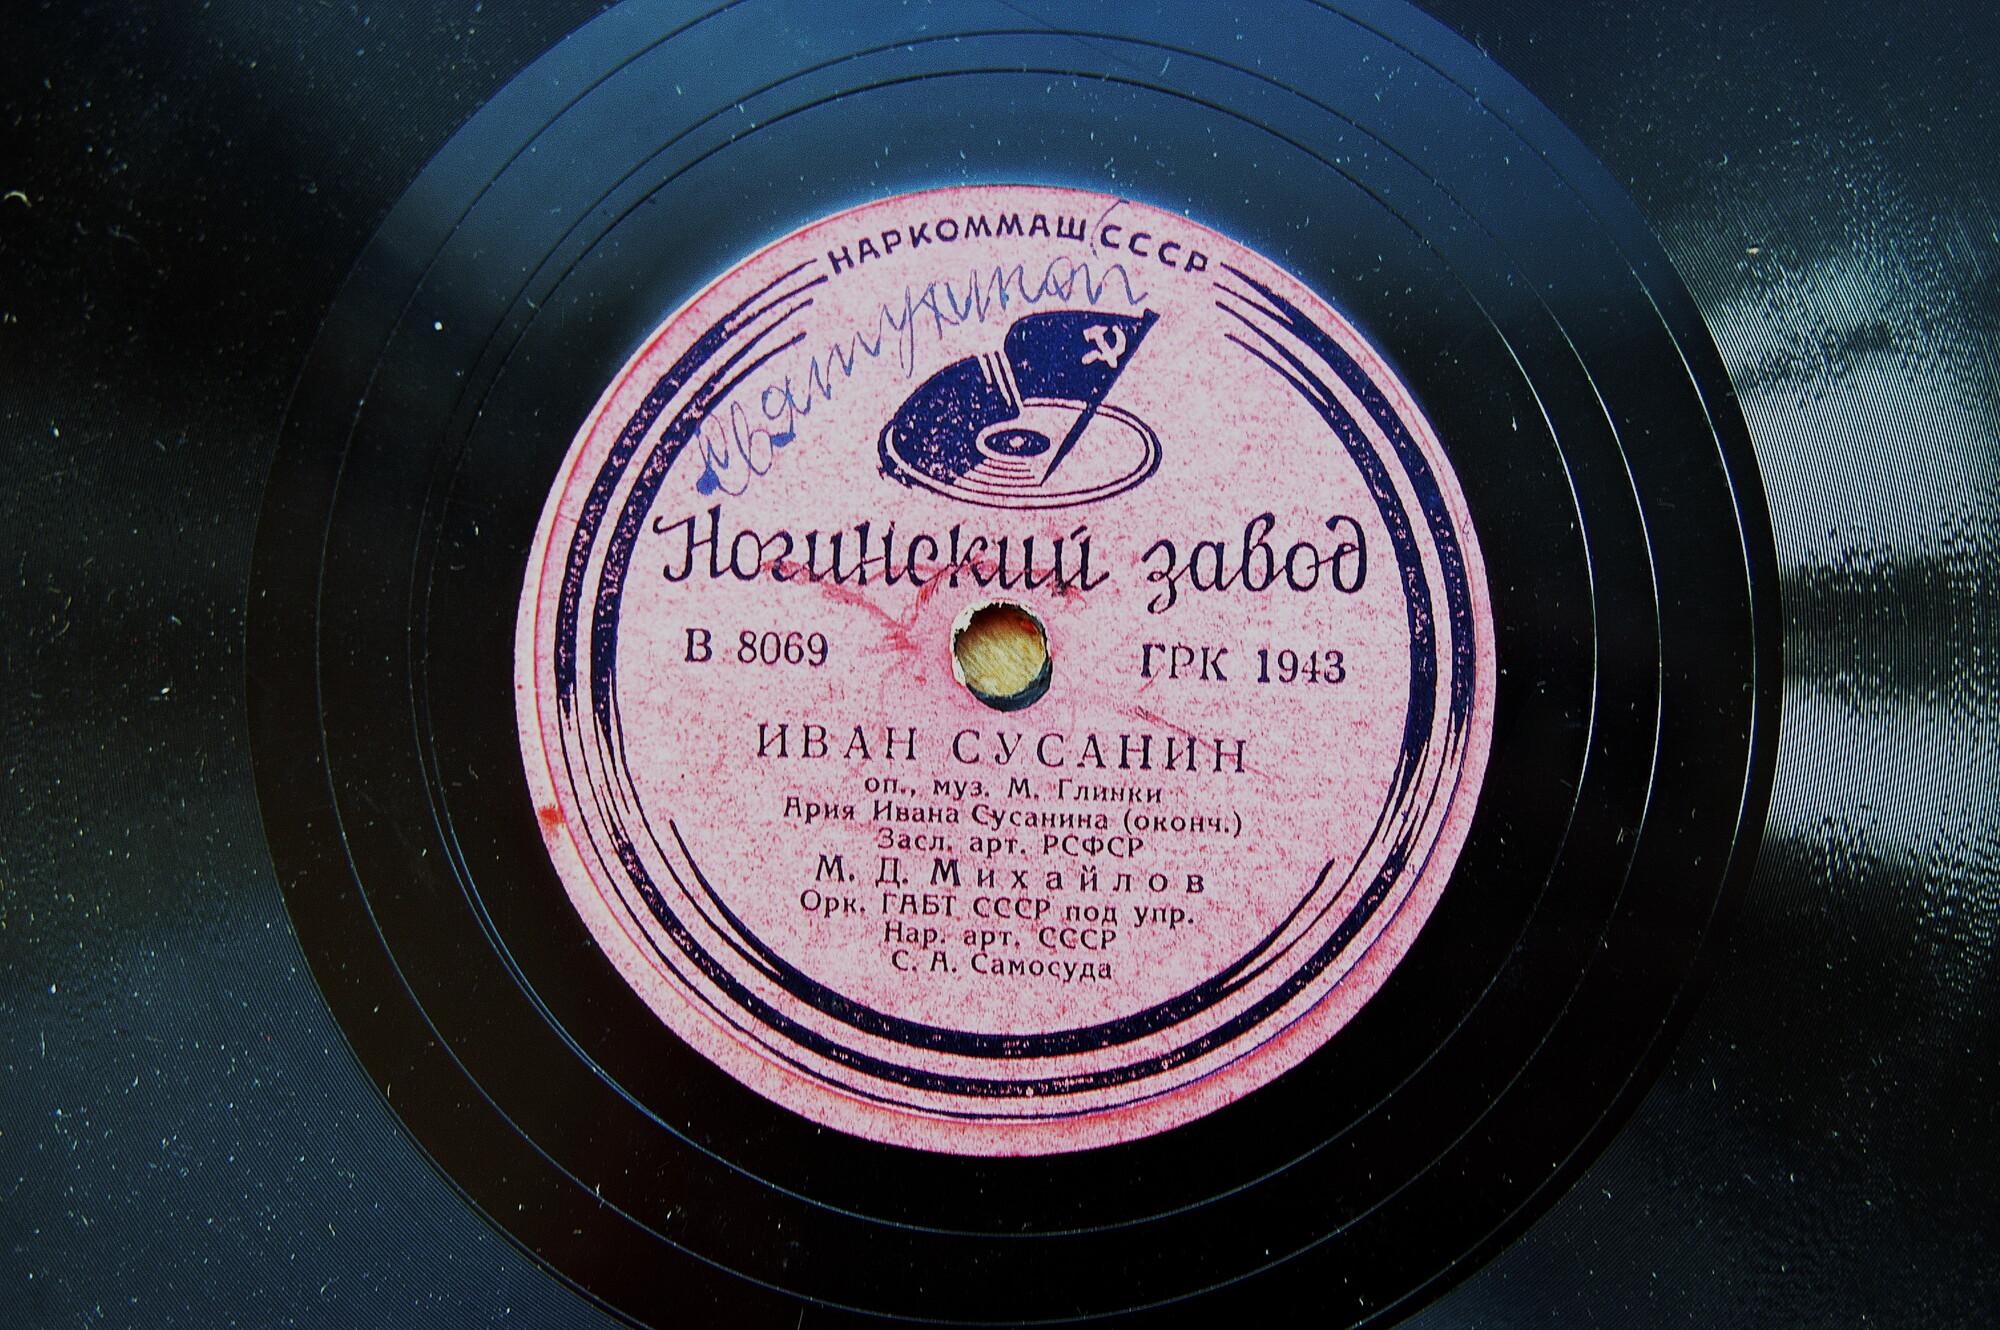 НАРКОММАШ СССР
Ногинский завод
В 8069
ГРК 1943
ИВАН СУСАНИН
оп., муз. М. Глинки
Ария Ивана Сусанина (оконч.)
Засл. арт. РСФСР
М. Д. Михайлов
Орк. ГАБТ СССР под упр.
Нар. арт. СССР
С. А. Самосуда